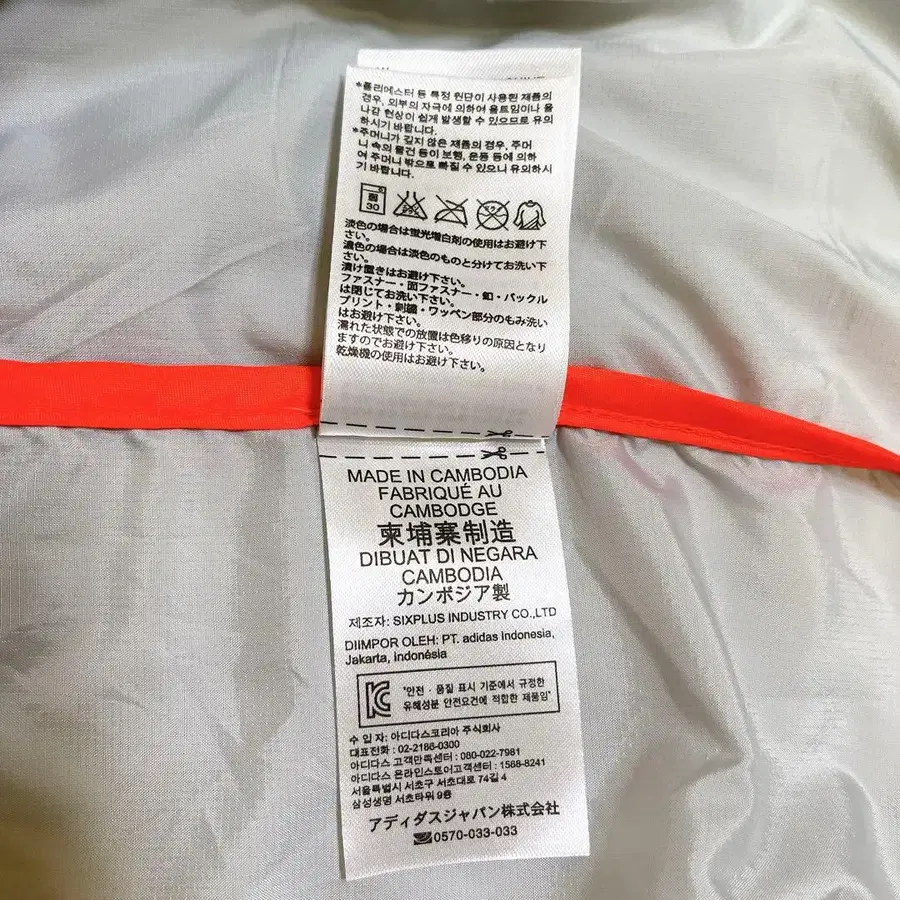 *폴리에스터 등 특정 원단이 사용된 제품의
경우, 외부의 자극에 의하여 올트임이나 올
나감 현상이 쉽게 발생할 수 있으므로 유의
하시기 바랍니다.
*주머니가 깊지 않은 제품의 경우, 주머
니 속의 물건 등이 보행, 운동 등에 의하
여 주머니 밖으로 빠질 수 있으니 유의하시
기 바랍니다.
弱
30
淡色の場合は蛍光増白剤の使用はお避け下
さい。
濃色の場合は淡色のものと分けてお洗い下
さい。
漬け置きはお避け下さい。
ファスナー・面ファスナー・釦・バックル
は閉じてお洗い下さい。
プリント・刺繍・ワッペン部分のもみ洗い
はお避け下さい。
濡れた状態での放置は色移りの原因となり
ますのでお避け下さい。
乾燥機の使用はお避け下さい。
MADE IN CAMBODIA
FABRIQUÉ AU
CAMBODGE
柬埔寨制造
DIBUAT DI NEGARA
CAMBODIA
カンボジア製
제조자: SIXPLUS INDUSTRY CO.,LTD
DIIMPOR OLEH: PT. adidas Indonesia,
Jakarta, indonésia
"안전·품질 표시 기준에서 규정한
유해성분 안전요건에 적합한 제품임"
수 입 자: 아디다스코리아 주식회사
대표전화 : 02-2186-0300
아디다스 고객만족센터 : 080-022-7981
아디다스 온라인스토어고객센터 : 1588-8241
서울특별시 서초구 서초대로 74길 4
삼성생명 서초타워 9층
アディダスジャパン株式会社
0570-033-033